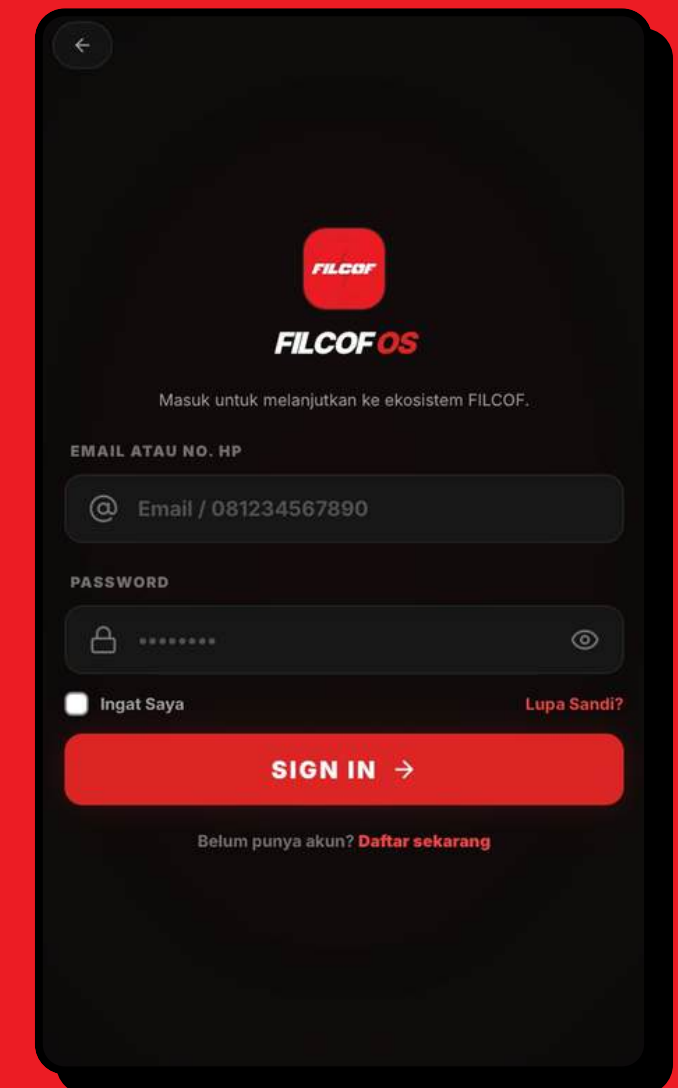 FILCOF
FILCOF OS
Masuk untuk melanjutkan ke ekosistem FILCOF.
EMAIL ATAU NO. HP
@ Email / 081234567890
PASSWORD
••••••••
Ingat Saya Lupa Sandi?
SIGN IN →
Belum punya akun? Daftar sekarang